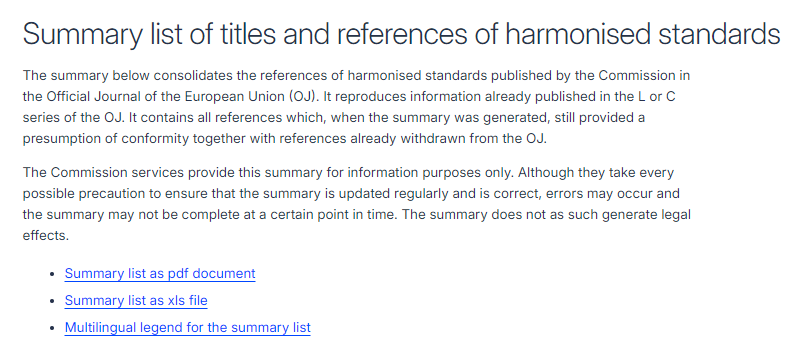 Summary list of titles and references of harmonised standards
The summary below consolidates the references of harmonised standards published by the Commission in
the Official Journal of the European Union (OJ). It reproduces information already published in the L or C
series of the OJ. It contains all references which, when the summary was generated, still provided a
presumption of conformity together with references already withdrawn from the OJ.
The Commission services provide this summary for information purposes only. Although they take every
possible precaution to ensure that the summary is updated regularly and is correct, errors may occur and
the summary may not be complete at a certain point in time. The summary does not as such generate legal
effects.
• Summary list as pdf document
• Summary list as xls file
• Multilingual legend for the summary list